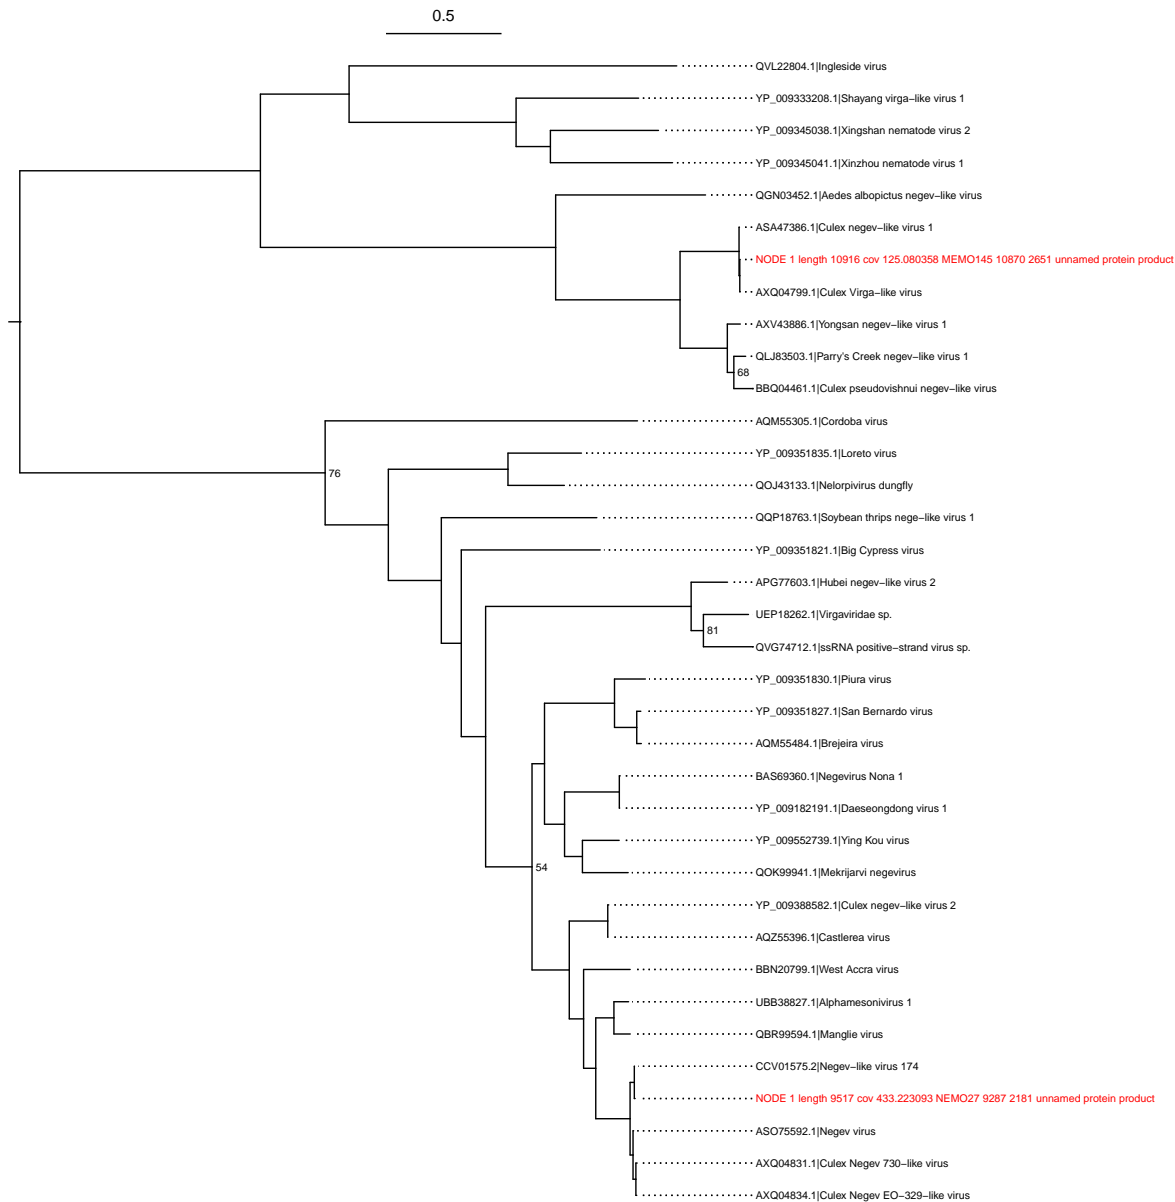 0.5
QVL22804.1|Ingleside virus
YP_009333208.1|Shayang virga−like virus 1
YP_009345038.1|Xingshan nematode virus 2
YP_009345041.1|Xinzhou nematode virus 1
QGN03452.1|Aedes albopictus negev−like virus
ASA47386.1|Culex negev−like virus 1
NODE 1 length 10916 cov 125.080358 MEMO145 10870 2651 unnamed protein product
AXQ04799.1|Culex Virga−like virus
AXV43886.1|Yongsan negev−like virus 1
QLJ83503.1|Parry's Creek negev−like virus 1
68
BBQ04461.1|Culex pseudovishnui negev−like virus
AQM55305.1|Cordoba virus
YP_009351835.1|Loreto virus
76
QOJ43133.1|Nelorpivirus dungfly
QQP18763.1|Soybean thrips nege−like virus 1
YP_009351821.1|Big Cypress virus
APG77603.1|Hubei negev−like virus 2
UEP18262.1|Virgaviridae sp.
81
QVG74712.1|ssRNA positive−strand virus sp.
YP_009351830.1|Piura virus
YP_009351827.1|San Bernardo virus
AQM55484.1|Brejeira virus
BAS69360.1|Negevirus Nona 1
YP_009182191.1|Daeseongdong virus 1
YP_009552739.1|Ying Kou virus
54
QOK99941.1|Mekrijarvi negevirus
YP_009388582.1|Culex negev−like virus 2
AQZ55396.1|Castlerea virus
BBN20799.1|West Accra virus
UBB38827.1|Alphamesonivirus 1
QBR99594.1|Manglie virus
CCV01575.2|Negev−like virus 174
NODE 1 length 9517 cov 433.223093 NEMO27 9287 2181 unnamed protein product
ASO75592.1|Negev virus
AXQ04831.1|Culex Negev 730−like virus
AXQ04834.1|Culex Negev EO−329−like virus